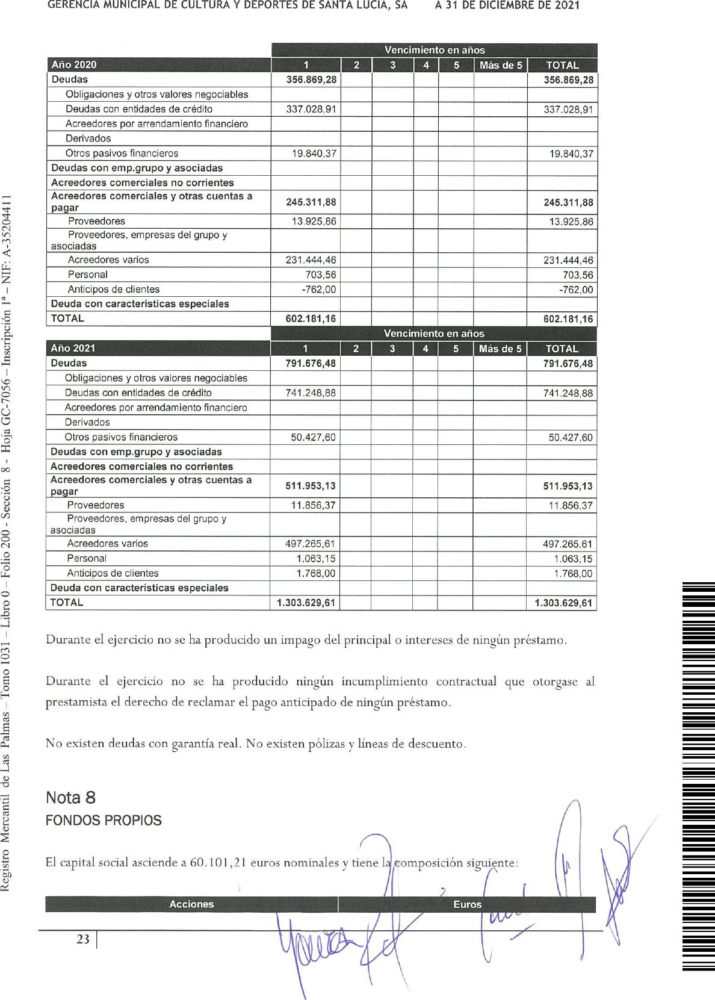 GERENCIA MUNICIPAL DE CULTURA Y DEPORTES DE SANTA LUCIA, SA A 31 DE DICIEMBRE DE 2021
Vencimiento en años
Año 2020 1 2 3 4 5 Más de 5 TOTAL
Deudas 356.869,28 356.869,28
Obligaciones y otros valores negociables
Deudas con entidades de crédito 337.028,91 337.028,91
Acreedores por arrendamiento financiero
Derivados
Otros pasivos financieros 19.840,37 19.840,37
Deudas con emp.grupo y asociadas
Acreedores comerciales no corrientes
Acreedores comerciales y otras cuentas a
pagar 245.311,88 245.311,88
Proveedores 13.925,86 13.925,86
Proveedores, empresas del grupo y
asociadas
Acreedores varios 231.444,46 231.444,46
Personal 703,56 703,56
Anticipos de clientes -762,00 -762,00
Deuda con características especiales
TOTAL 602.181,16 602.181,16
Vencimiento en años
Año 2021 1 2 3 4 5 Más de 5 TOTAL
Deudas 791.676,48 791.676,48
Obligaciones y otros valores negociables
Deudas con entidades de crédito 741.248,88 741.248,88
Acreedores por arrendamiento financiero
Derivados
Otros pasivos financieros 50.427,60 50.427,60
Deudas con emp.grupo y asociadas
Acreedores comerciales no corrientes
Acreedores comerciales y otras cuentas a
pagar 511.953,13 511.953,13
Proveedores 11.856,37 11.856,37
Proveedores, empresas del grupo y
asociadas
Acreedores varios 497.265,61 497.265,61
Personal 1.063,15 1.063,15
Anticipos de clientes 1.768,00 1.768,00
Deuda con características especiales
TOTAL 1.303.629,61 1.303.629,61
Durante el ejercicio no se ha producido un impago del principal o intereses de ningún préstamo.
Durante el ejercicio no se ha producido ningún incumplimiento contractual que otorgase al
prestamista el derecho de reclamar el pago anticipado de ningún préstamo.
No existen deudas con garantía real. No existen pólizas y líneas de descuento.
Nota 8
FONDOS PROPIOS
El capital social asciende a 60.101,21 euros nominales y tiene la composición siguiente:
Acciones Euros
23
Registro Mercantil de Las Palmas – Tomo 1031 – Libro 0 – Folio 200 - Sección 8 - Hoja GC-7056 – Inscripción 1ª – NIF: A-35204411